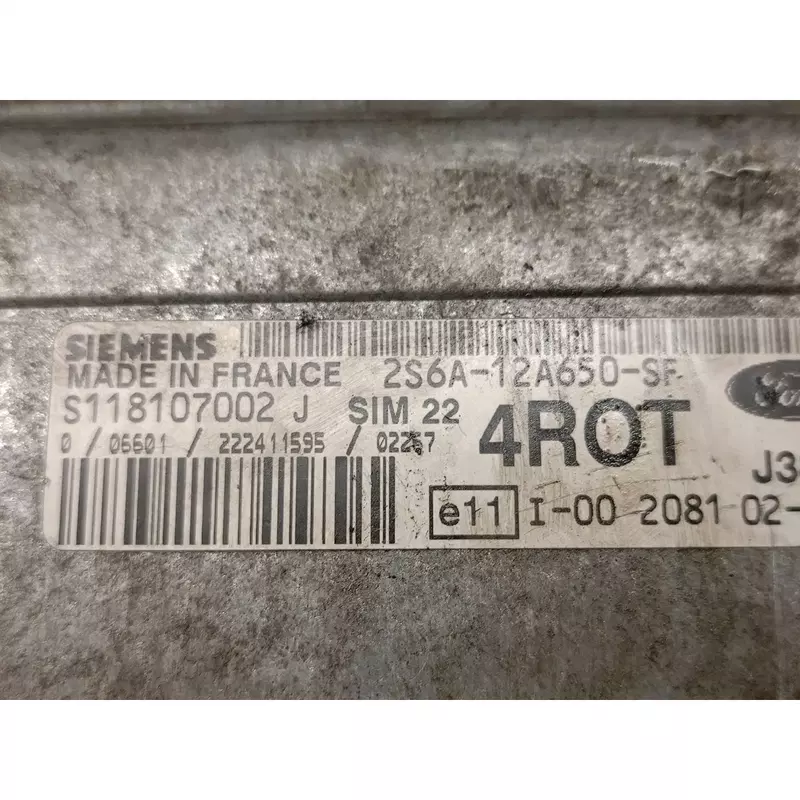 SIEMENS
MADE IN FRANCE 2S6A-12A650-SF
S118107002 J SIM 22
4ROT
0 / 06601 / 222411595 / 02267
J3
e11 I-00 2081 02-